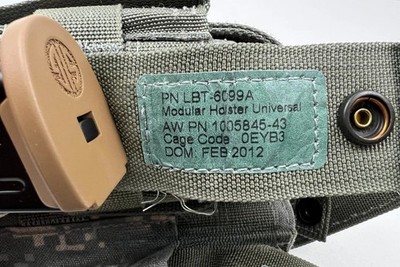 PN LBT-6099A
Modular Holster Universal
AW PN 1005845-43
Cage Code 0EYB3
DOM: FEB 2012